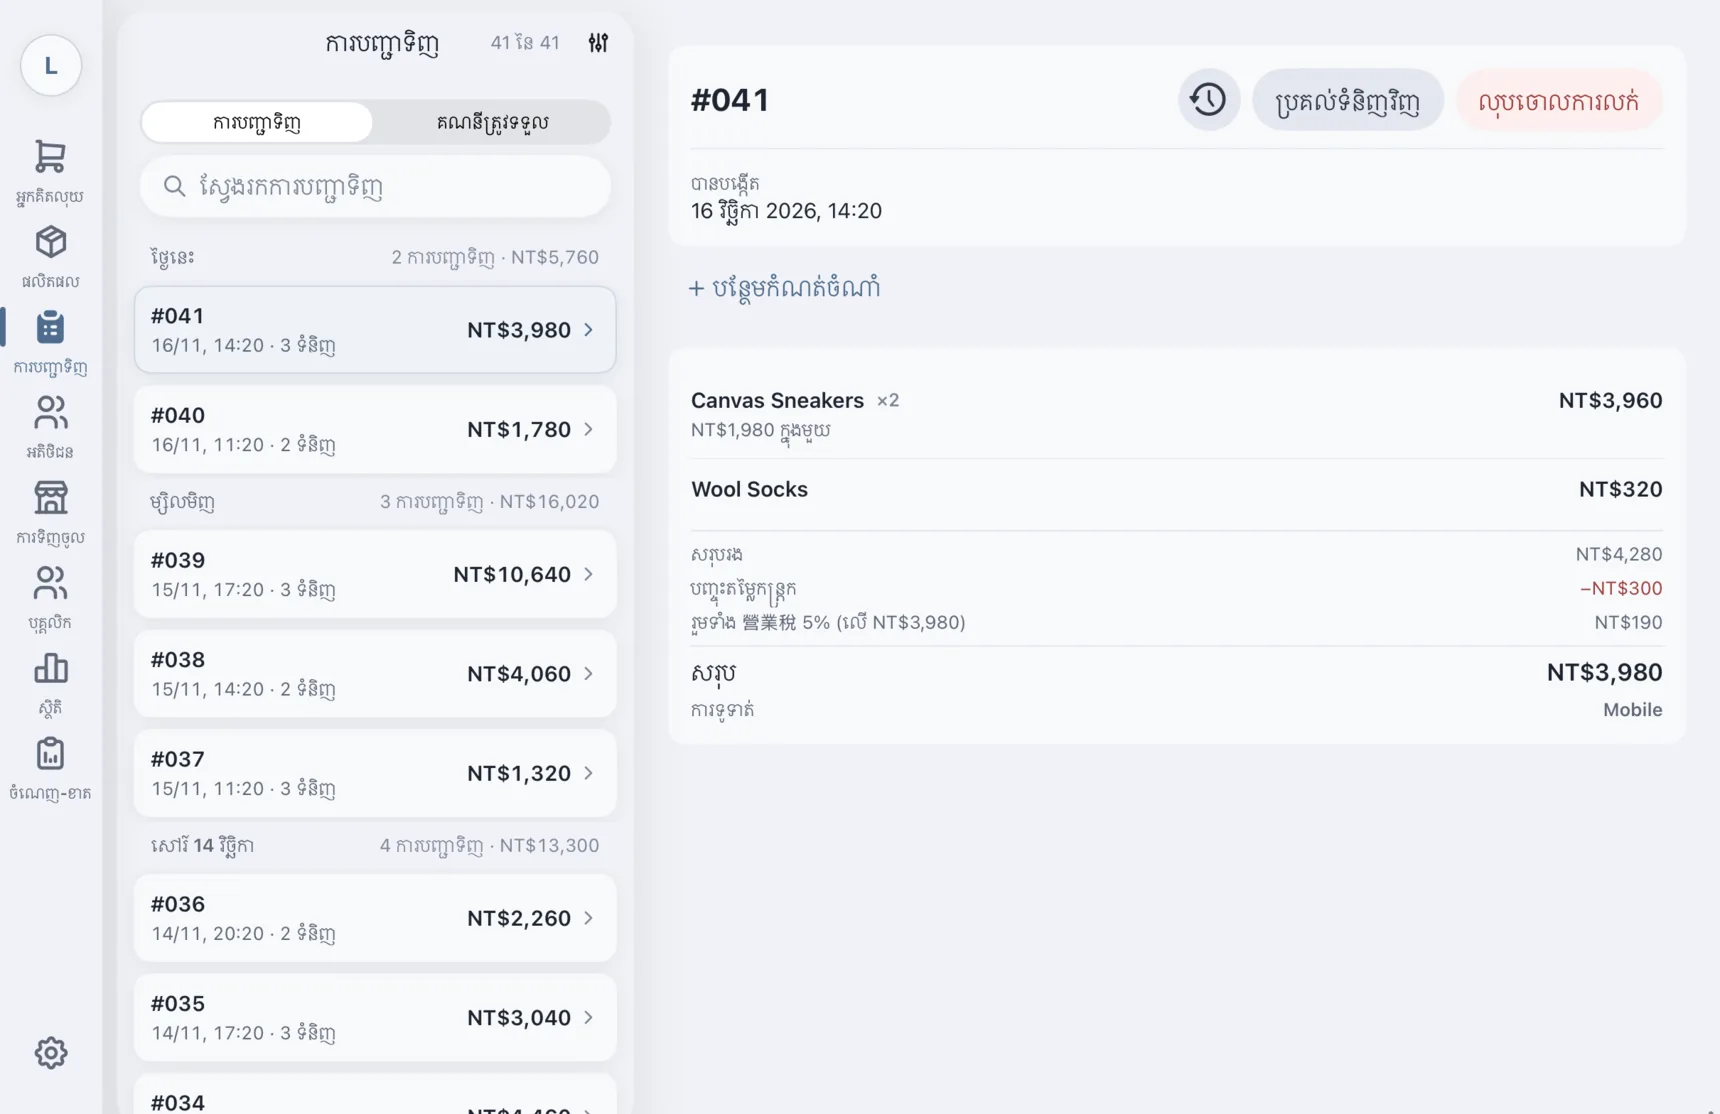 L
អ្នកគិតលុយ
ផលិតផល
ការបញ្ជាទិញ
អតិថិជន
ការទិញចូល
បុគ្គលិក
ស្ថិតិ
ចំណេញ-ខាត
ការបញ្ជាទិញ
41 នៃ 41
ការបញ្ជាទិញ
គណនីត្រូវទទួល
ស្វែងរកការបញ្ជាទិញ
ថ្ងៃនេះ
2 ការបញ្ជាទិញ · NT$5,760
#041
16/11, 14:20 · 3 ទំនិញ
NT$3,980
#040
16/11, 11:20 · 2 ទំនិញ
NT$1,780
ម្សិលមិញ
3 ការបញ្ជាទិញ · NT$16,020
#039
15/11, 17:20 · 3 ទំនិញ
NT$10,640
#038
15/11, 14:20 · 2 ទំនិញ
NT$4,060
#037
15/11, 11:20 · 3 ទំនិញ
NT$1,320
សៅរ៍ 14 វិច្ឆិកា
4 ការបញ្ជាទិញ · NT$13,300
#036
14/11, 20:20 · 2 ទំនិញ
NT$2,260
#035
14/11, 17:20 · 3 ទំនិញ
NT$3,040
#034
NT$4,460
#041
ប្រគល់ទំនិញវិញ
លុបចោលការលក់
បានបង្កើត
16 វិច្ឆិកា 2026, 14:20
+ បន្ថែមកំណត់ចំណាំ
Canvas Sneakers ×2
NT$3,960
NT$1,980 ក្នុងមួយ
Wool Socks
NT$320
សរុបរង
NT$4,280
បញ្ចុះតម្លៃកន្ត្រក
−NT$300
រួមទាំង 營業稅 5% (លើ NT$3,980)
NT$190
សរុប
NT$3,980
ការទូទាត់
Mobile